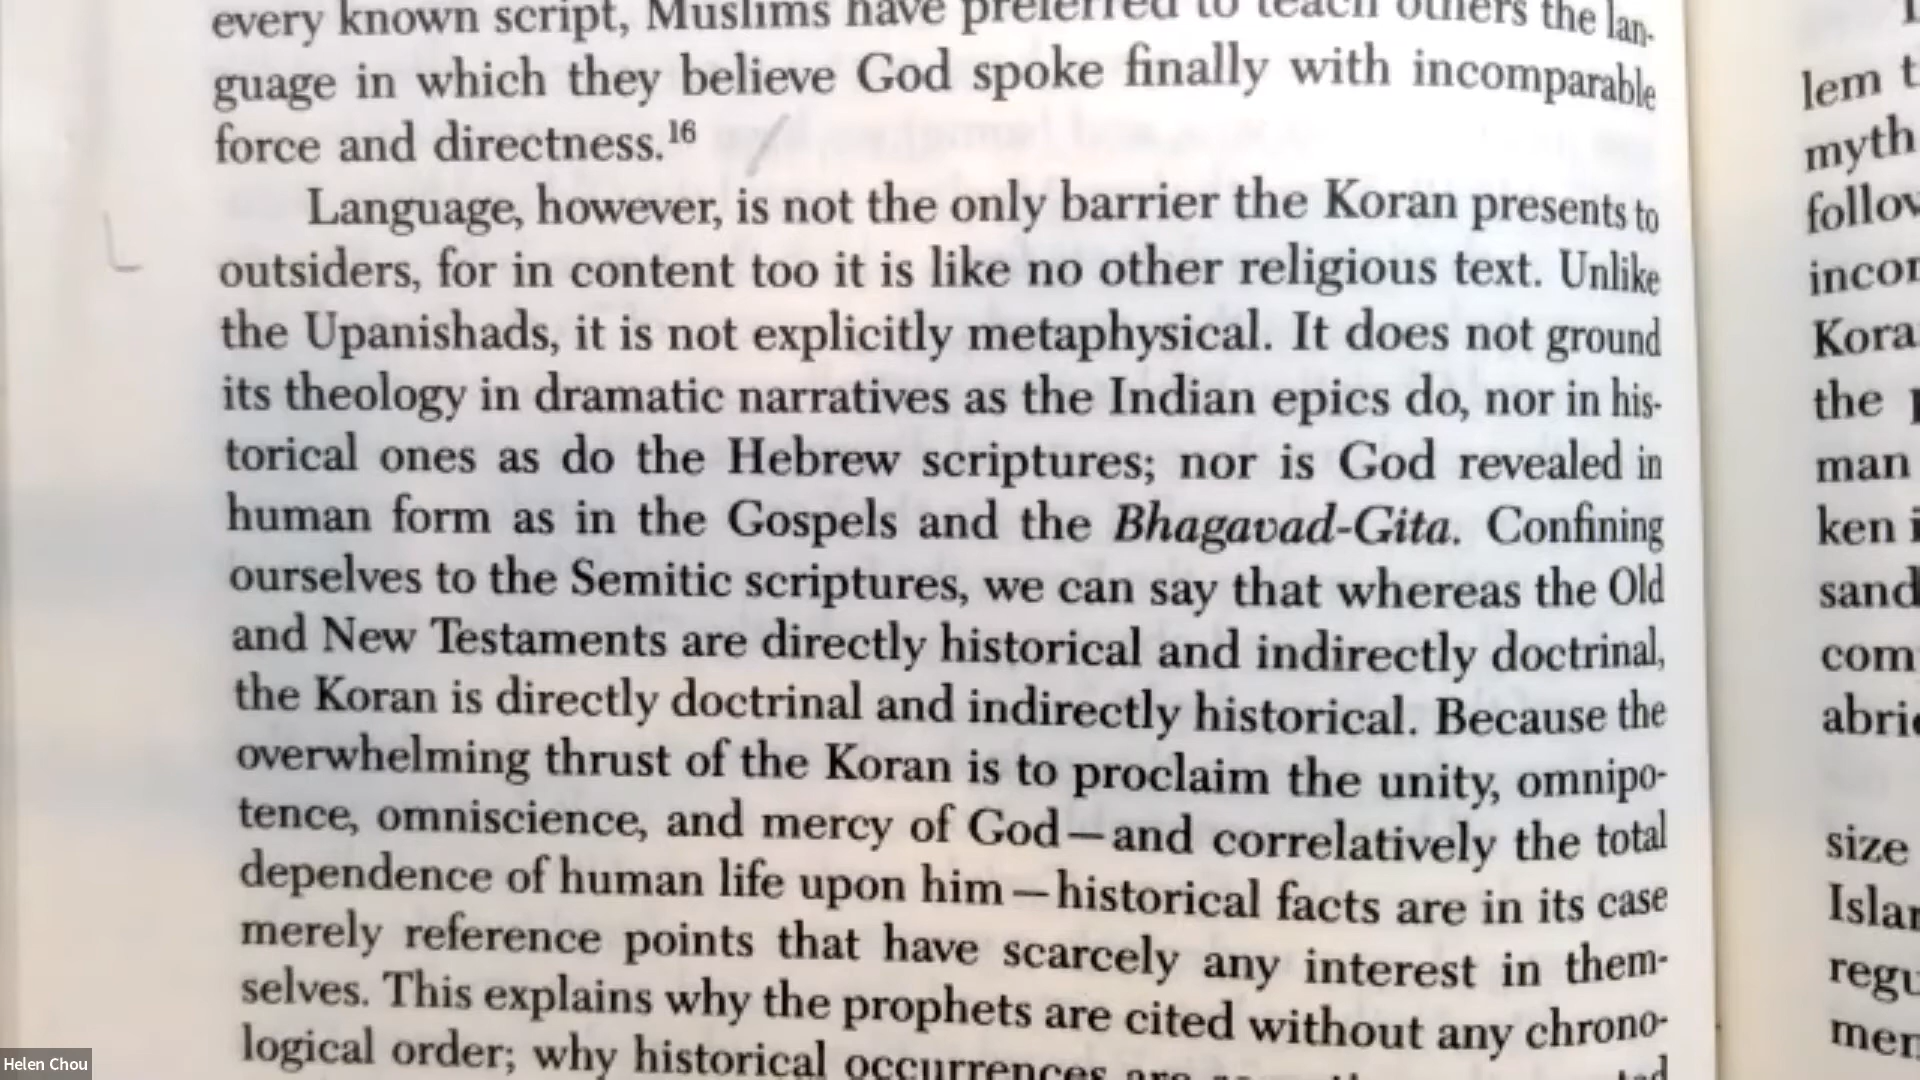 every known script, Muslims have preferred to teach others the lan-
guage in which they believe God spoke finally with incomparable
force and directness.16
Language, however, is not the only barrier the Koran presents to
outsiders, for in content too it is like no other religious text. Unlike
the Upanishads, it is not explicitly metaphysical. It does not ground
its theology in dramatic narratives as the Indian epics do, nor in his-
torical ones as do the Hebrew scriptures; nor is God revealed in
human form as in the Gospels and the Bhagavad-Gita. Confining
ourselves to the Semitic scriptures, we can say that whereas the Old
and New Testaments are directly historical and indirectly doctrinal,
the Koran is directly doctrinal and indirectly historical. Because the
overwhelming thrust of the Koran is to proclaim the unity, omnipo-
tence, omniscience, and mercy of God—and correlatively the total
dependence of human life upon him—historical facts are in its case
merely reference points that have scarcely any interest in them-
selves. This explains why the prophets are cited without any chrono-
logical order; why historical occurrences are
lem
myth
the
man
sand
size
Helen Chou